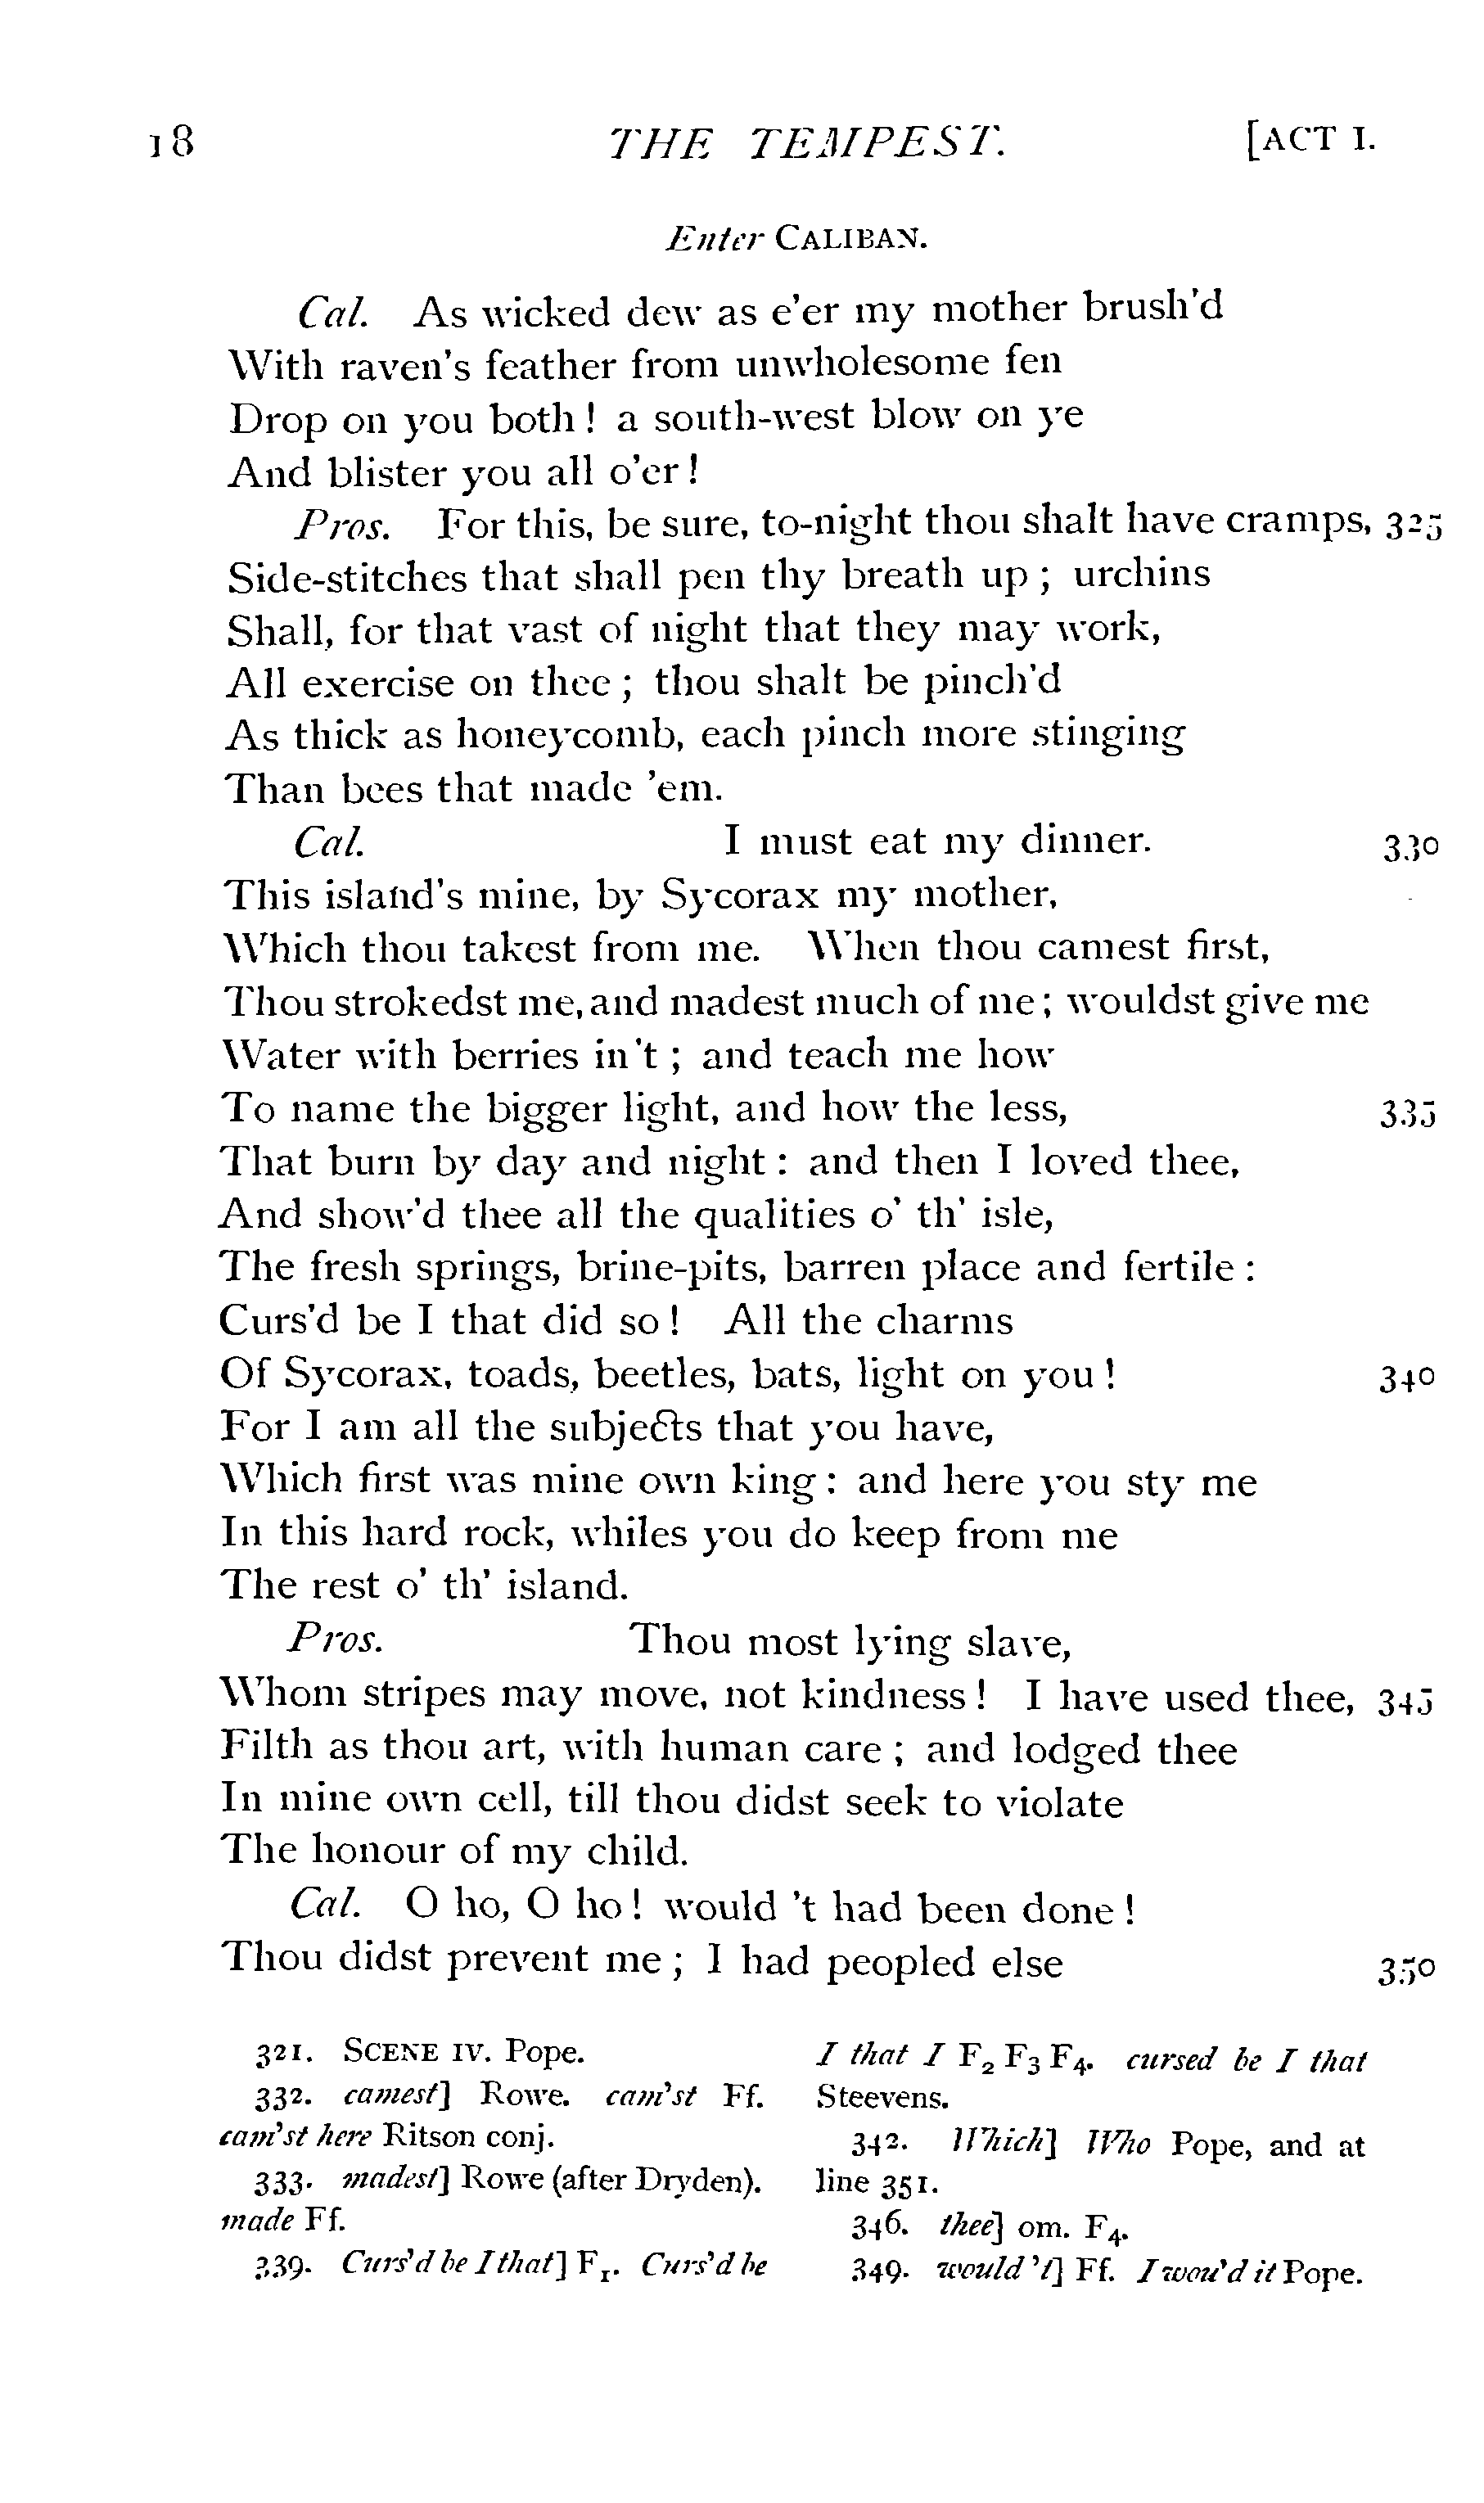 18 THE TEMPEST. [ACT I.
Enter CALIBAN.
Cal. As wicked dew as e'er my mother brush'd
With raven's feather from unwholesome fen
Drop on you both! a south-west blow on ye
And blister you all o'er!
Pros. For this, be sure, to-night thou shalt have cramps, 325
Side-stitches that shall pen thy breath up; urchins
Shall, for that vast of night that they may work,
All exercise on thee; thou shalt be pinch'd
As thick as honeycomb, each pinch more stinging
Than bees that made 'em.
Cal. I must eat my dinner. 330
This island's mine, by Sycorax my mother,
Which thou takest from me. When thou camest first,
Thou strokedst me, and madest much of me; wouldst give me
Water with berries in't; and teach me how
To name the bigger light, and how the less, 335
That burn by day and night: and then I loved thee,
And show'd thee all the qualities o' th' isle,
The fresh springs, brine-pits, barren place and fertile:
Curs'd be I that did so! All the charms
Of Sycorax, toads, beetles, bats, light on you! 340
For I am all the subjects that you have,
Which first was mine own king: and here you sty me
In this hard rock, whiles you do keep from me
The rest o' th' island.
Pros. Thou most lying slave,
Whom stripes may move, not kindness! I have used thee, 345
Filth as thou art, with human care; and lodged thee
In mine own cell, till thou didst seek to violate
The honour of my child.
Cal. O ho, O ho! would 't had been done!
Thou didst prevent me; I had peopled else 350
321. SCENE IV. Pope.
332. camest] Rowe. cam'st Ff.
cam'st here Ritson conj.
333. madest] Rowe (after Dryden).
made Ff.
339. Curs'd be I that] F1. Curs'd be
I that I F2 F3 F4. cursed be I that
Steevens.
342. Which] Who Pope, and at
line 351.
346. thee] om. F4.
349. would 't] Ff. I wou'd it Pope.